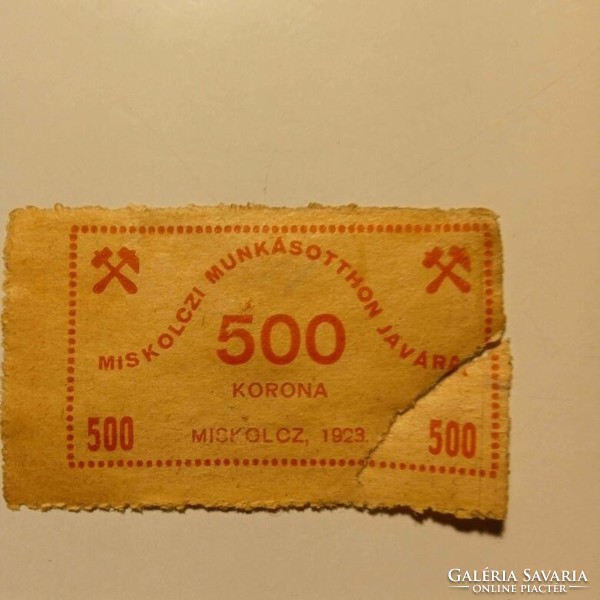 MISKOLCZI MUNKÁSOTTHON JAVÁRA
500
KORONA
500 MISKOLCZ, 1923. 500
GALÉRIA SAVARIA
ONLINE PIACTÉR